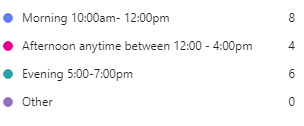 Morning 10:00am- 12:00pm 8
Afternoon anytime between 12:00 - 4:00pm 4
Evening 5:00-7:00pm 6
Other 0